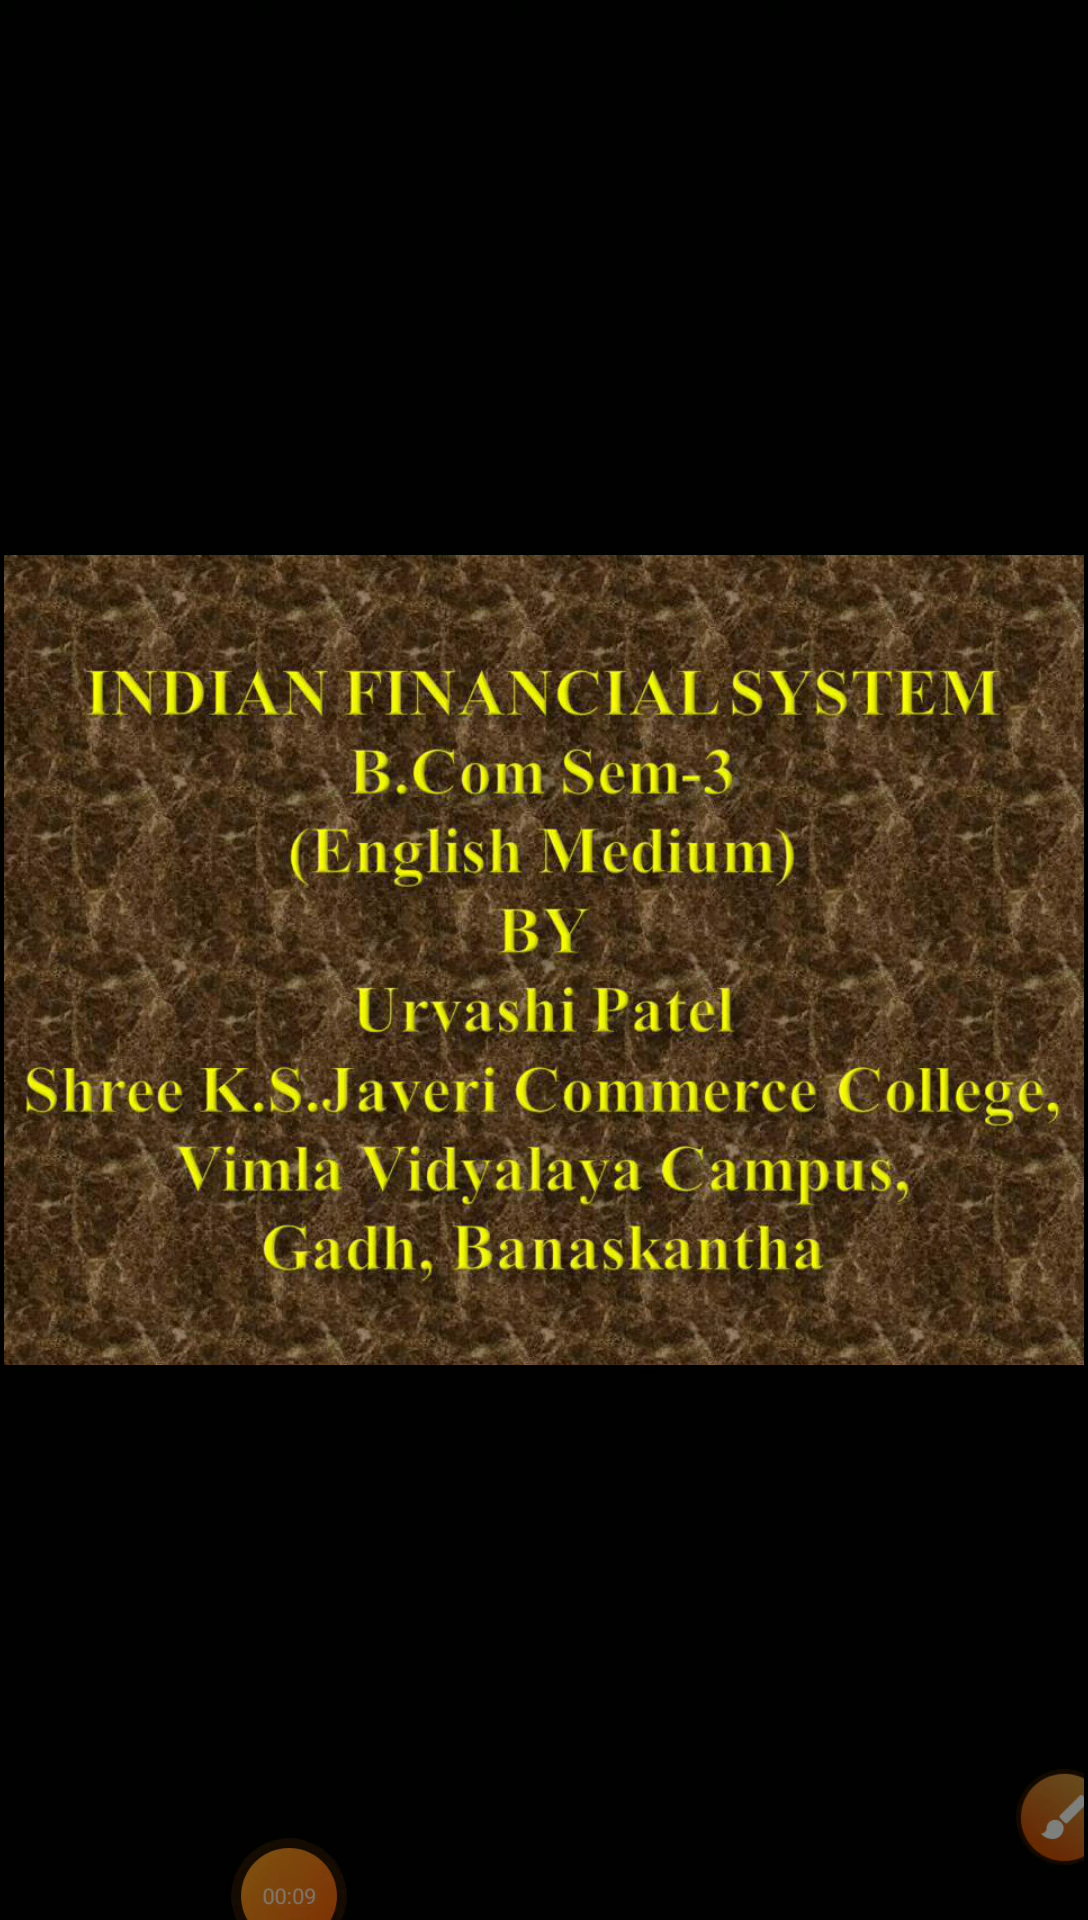 INDIAN FINANCIAL SYSTEM
B.Com Sem-3
(English Medium)
BY
Urvashi Patel
Shree K.S.Javeri Commerce College,
Vimla Vidyalaya Campus,
Gadh, Banaskantha
00:09